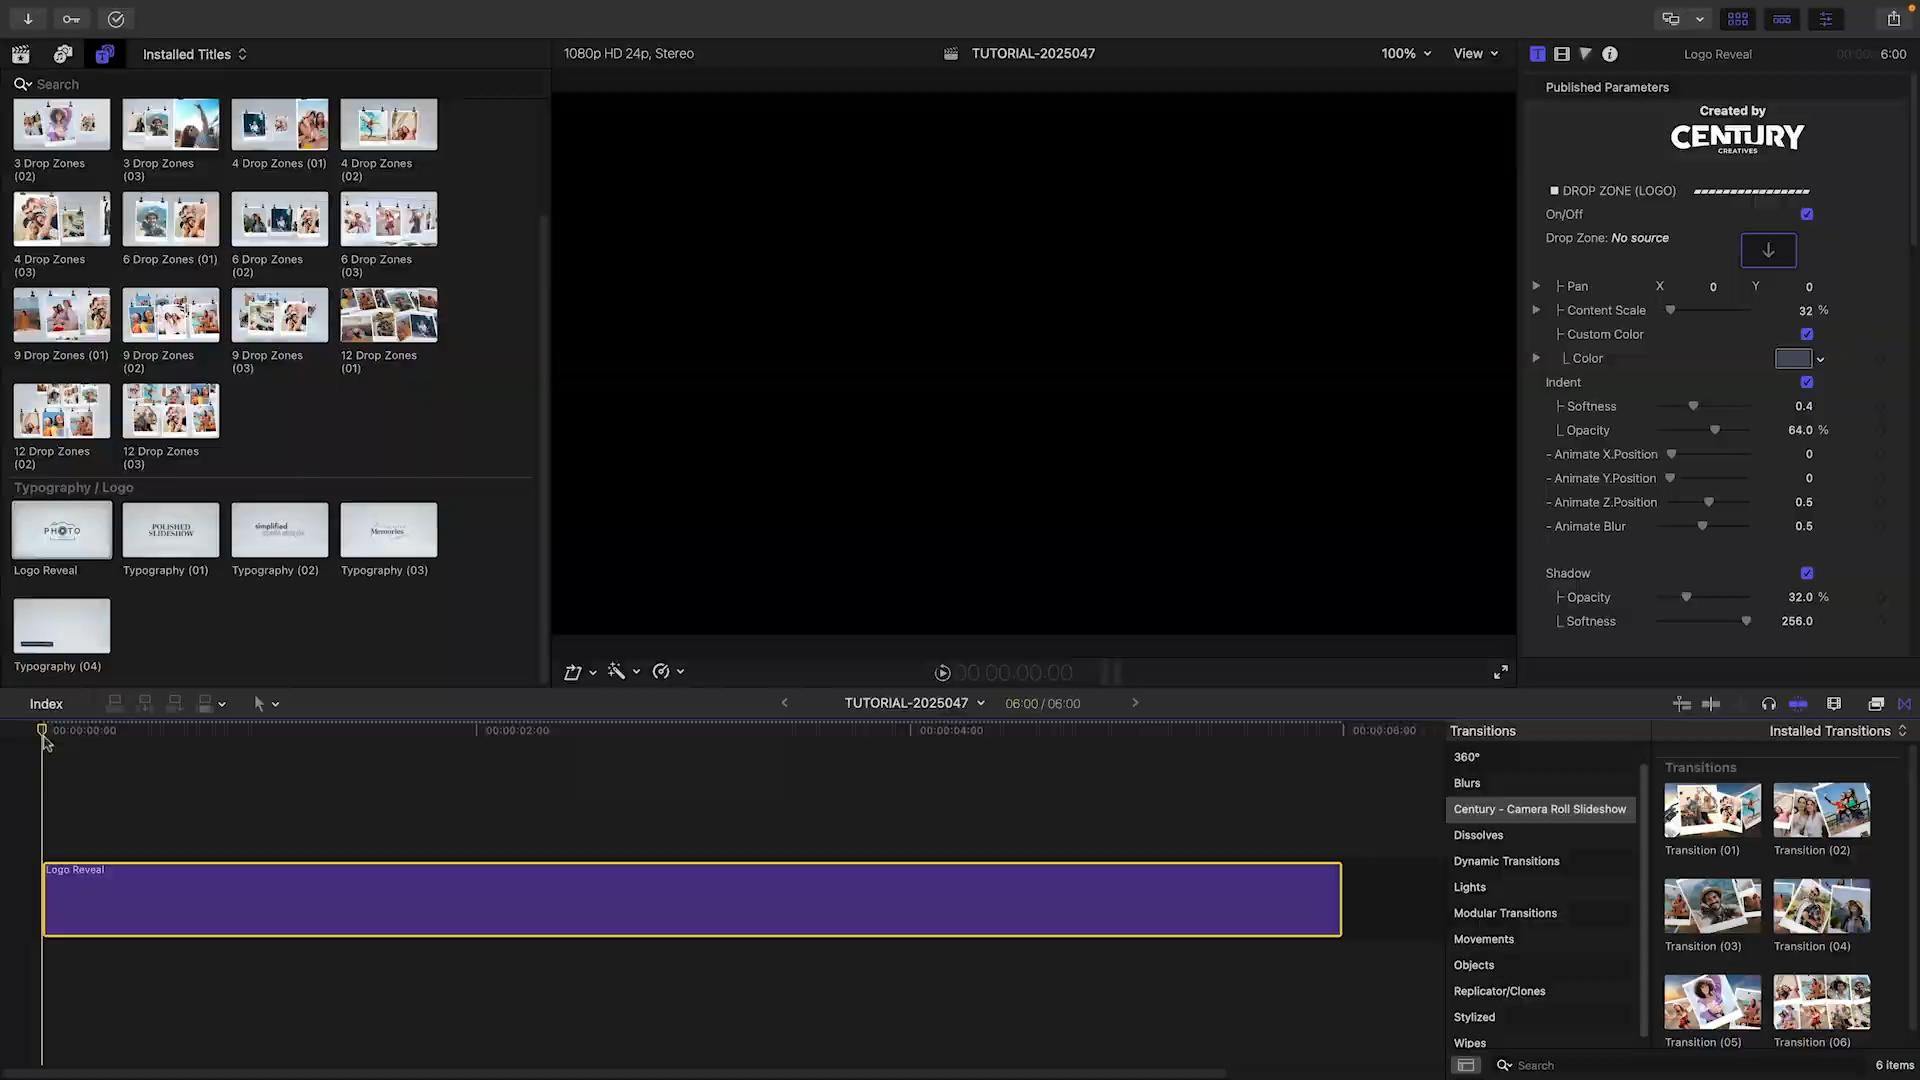 Installed Titles
1080p HD 24p, Stereo
TUTORIAL-2025047
100%
View
Logo Reveal
6:00
Search
Published Parameters
Created by
CENTURY
CREATIVES
3 Drop Zones
(02)
3 Drop Zones
(03)
4 Drop Zones (01)
4 Drop Zones
(02)
DROP ZONE (LOGO)
On/Off
Drop Zone: No source
4 Drop Zones
(03)
6 Drop Zones (01)
6 Drop Zones
(02)
6 Drop Zones
(03)
Pan X 0 Y 0
Content Scale 32 %
Custom Color
Color
Indent
Softness 0.4
Opacity 64.0 %
- Animate X.Position 0
- Animate Y.Position 0
- Animate Z.Position 0.5
- Animate Blur 0.5
Shadow
Opacity 32.0 %
Softness 256.0
9 Drop Zones (01)
9 Drop Zones
(02)
9 Drop Zones
(03)
12 Drop Zones
(01)
12 Drop Zones
(02)
12 Drop Zones
(03)
Typography / Logo
PHOTO
POLISHED
SLIDESHOW
simplified
Memories
Logo Reveal
Typography (01)
Typography (02)
Typography (03)
Typography (04)
00:00:00:00
Index
TUTORIAL-2025047
06:00 / 06:00
00:00:00:00
00:00:02:00
00:00:04:00
00:00:06:00
Logo Reveal
Transitions
Installed Transitions
360°
Blurs
Century - Camera Roll Slideshow
Dissolves
Dynamic Transitions
Lights
Modular Transitions
Movements
Objects
Replicator/Clones
Stylized
Wipes
Transitions
Transition (01)
Transition (02)
Transition (03)
Transition (04)
Transition (05)
Transition (06)
Search
6 items